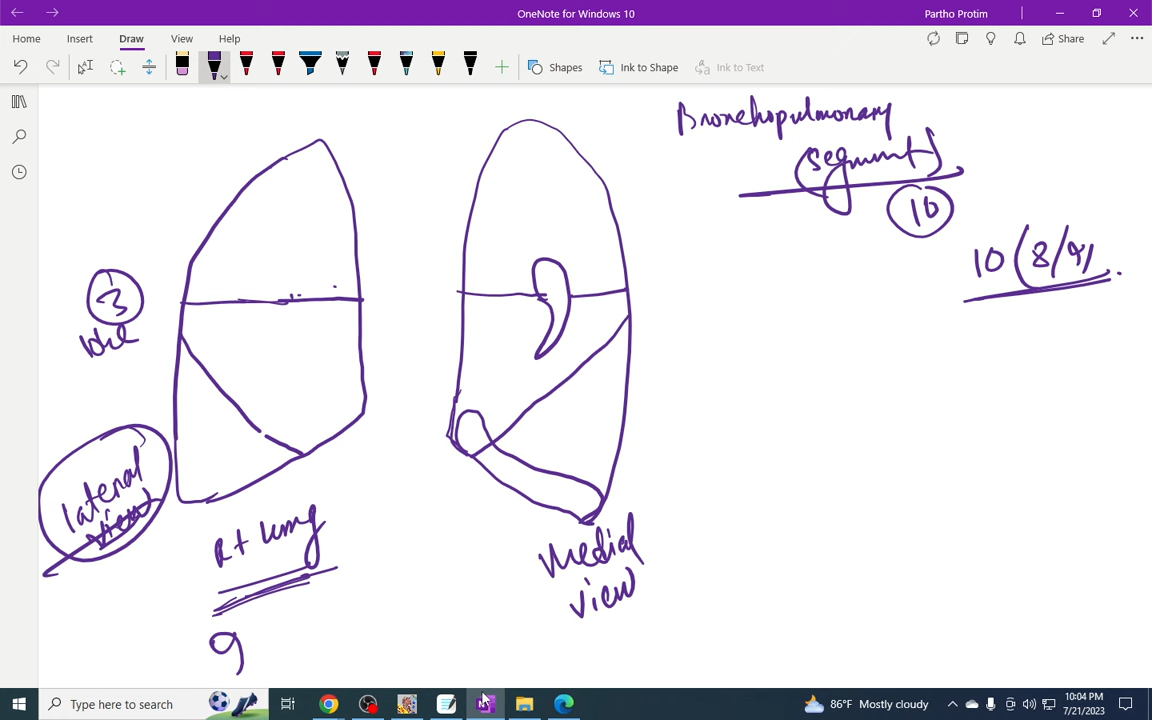 OneNote for Windows 10
Partho Protim
Home Insert Draw View Help
Share
Shapes
Ink to Shape
Ink to Text
Bronchopulmonary
(segment)
10
10 (8/9)
3
lobe
lateral
view
Rt lung
9
Medial
view
Type here to search
86°F Mostly cloudy
10:04 PM
7/21/2023